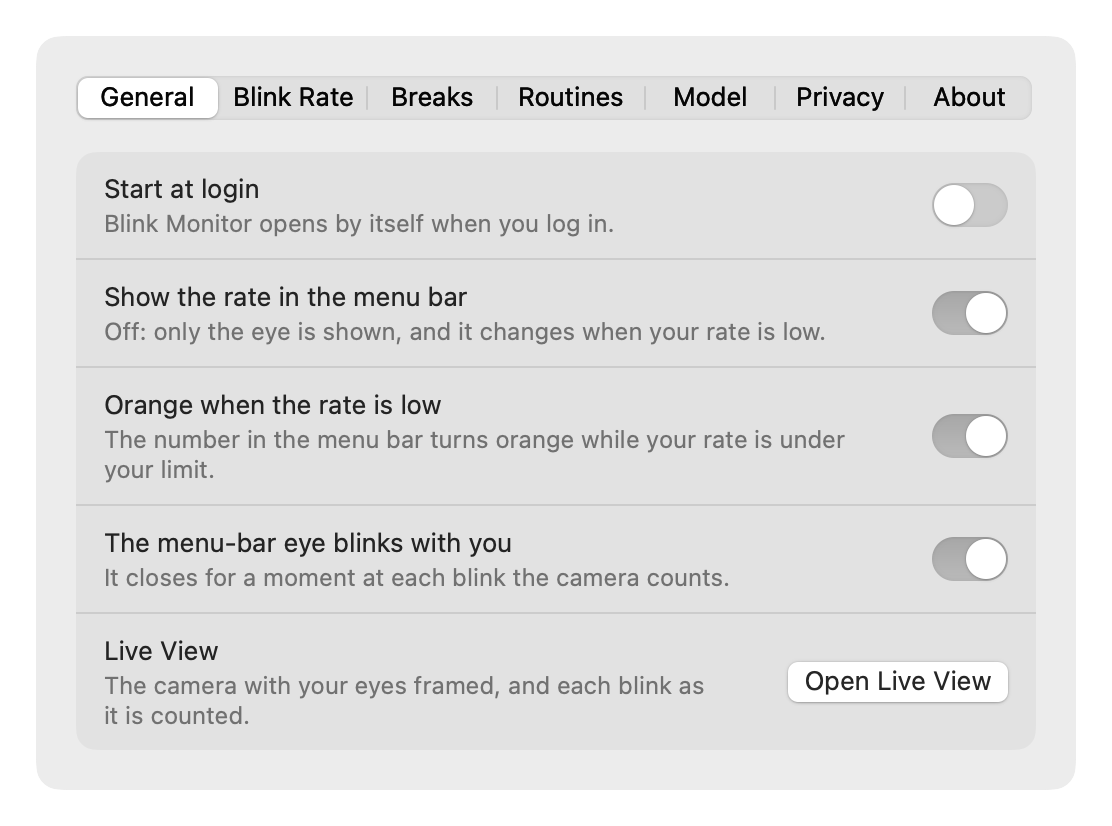 General Blink Rate Breaks Routines Model Privacy About
Start at login
Blink Monitor opens by itself when you log in.
Show the rate in the menu bar
Off: only the eye is shown, and it changes when your rate is low.
Orange when the rate is low
The number in the menu bar turns orange while your rate is under
your limit.
The menu-bar eye blinks with you
It closes for a moment at each blink the camera counts.
Live View
The camera with your eyes framed, and each blink as
it is counted.
Open Live View